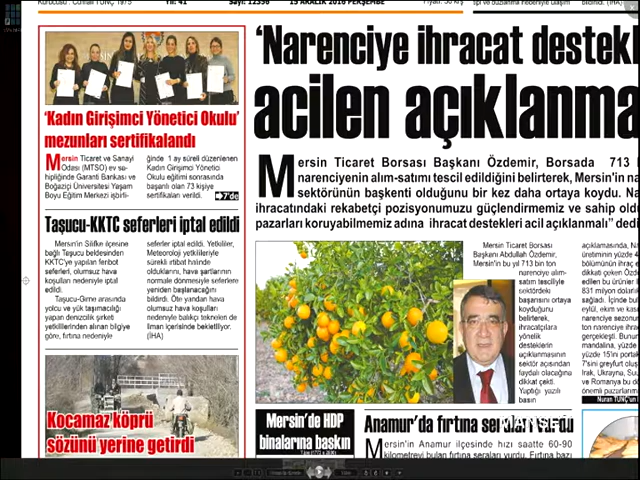 Kurucu: Cumali TUNÇ 1975
Yıl: 41
Sayı: 12396
15 ARALIK 2016 PERŞEMBE
'Kadın Girişimci Yönetici Okulu'
mezunları sertifikalandı
Mersin Ticaret ve Sanayi
Odası (MTSO) ev sa-
hipliğinde Garanti Bankası ve
Boğaziçi Üniversitesi Yaşam
Boyu Eğitim Merkezi işbirli-
ğinde 1 ay süreli düzenlenen
Kadın Girişimci Yönetici
Okulu eğitimi sonrasında
başarılı olan 73 kişiye
sertifikaları verildi.
7'de
Taşucu-KKTC seferleri iptal edildi
Mersin'in Silifke ilçesine
bağlı Taşucu beldesinden
KKTC'ye yapılan feribot
seferleri, olumsuz hava
koşulları nedeniyle iptal
edildi.
Taşucu-Girne arasında
yolcu ve yük taşımacılığı
yapan denizcilik şirket
yetkililerinden alınan bilgiye
göre, fırtına nedeniyle
seferler iptal edildi. Yetkililer,
Meteoroloji yetkilileriyle
sürekli irtibat halinde
olduklarını, hava şartlarının
normale dönmesiyle seferlere
yeniden başlanacağını
bildirdi. Öte yandan hava
olumsuz hava koşulları
nedeniyle balıkçı tekneleri de
liman içerisinde bekletiliyor.
(İHA)
Kocamaz köprü
sözünü yerine getirdi
'Narenciye ihracat destekl
acilen açıklanma
Mersin Ticaret Borsası Başkanı Özdemir, Borsada 713
narenciyenin alım-satımı tescil edildiğini belirterek, Mersin'in na
sektörünün başkenti olduğunu bir kez daha ortaya koydu. Na
ihracatındaki rekabetçi pozisyonumuzu güçlendirmemiz ve sahip old
pazarları koruyabilmemiz adına ihracat destekleri acil açıklanmalı" dedi
Mersin Ticaret Borsası
Başkanı Abdullah Özdemir,
Mersin'in bu yıl 713 bin ton
narenciye alım-
satım tesciliyle
sektördeki
başarısını ortaya
koyduğunu
belirterek,
ihracatçılara
yönelik
desteklerin
açıklanmasının
sektör açısından
faydalı olacağına
dikkat çekti.
Yaptığı yazılı
basın
Mersin'de HDP
binalarına baskın
Anamur'da fırtına seraları vurdu
MANŞET
Mersin'in Anamur ilçesinde hızı saatte 60-90
kilometreyi bulan fırtına seraları vurdu. Fırtına bazı